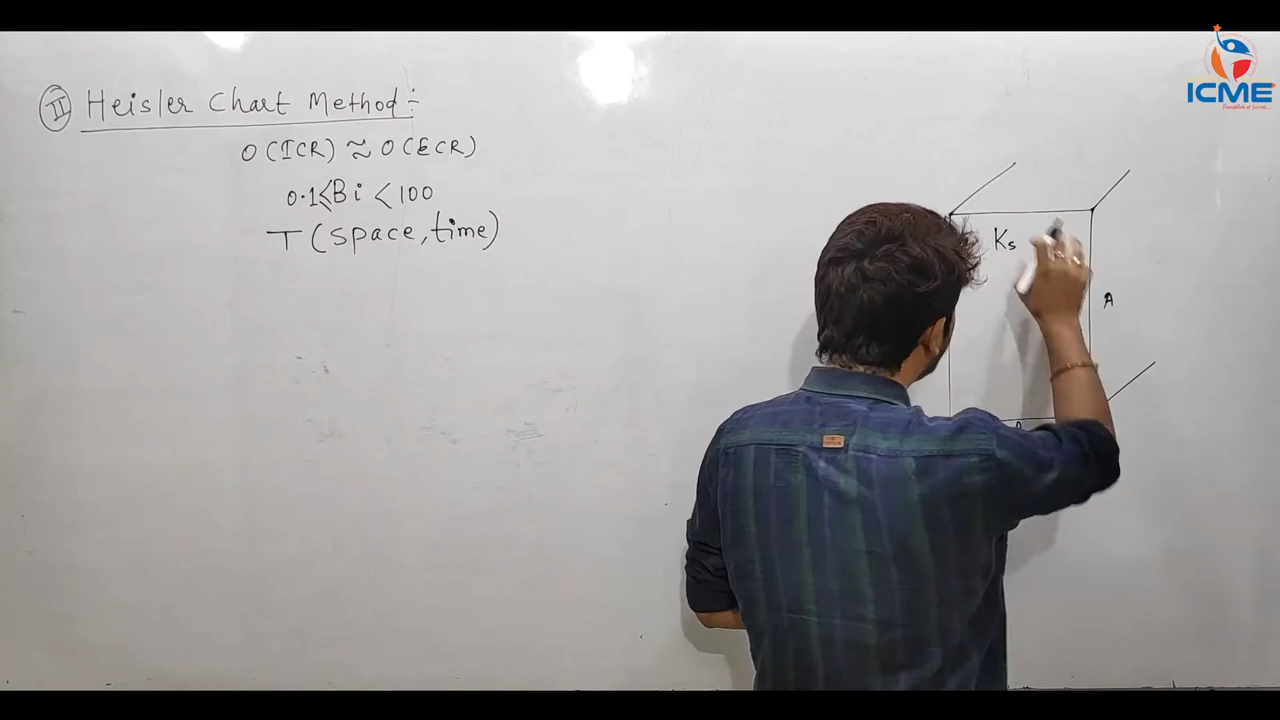 II Heisler Chart Method :-
O(ICR) ≈ O(ECR)
0.1≤Bi < 100
T (space, time)
Ks
A
ICME